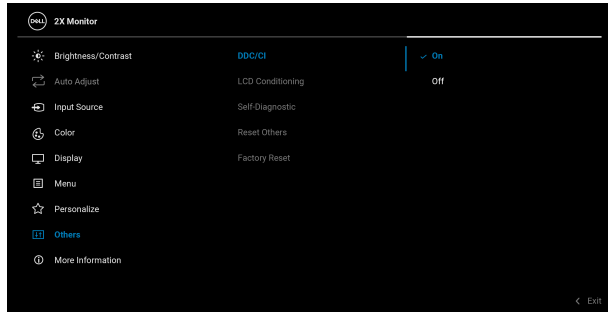 DELL
2X Monitor
Brightness/Contrast
Auto Adjust
Input Source
Color
Display
Menu
Personalize
Others
More Information
DDC/CI
LCD Conditioning
Self-Diagnostic
Reset Others
Factory Reset
On
Off
Exit